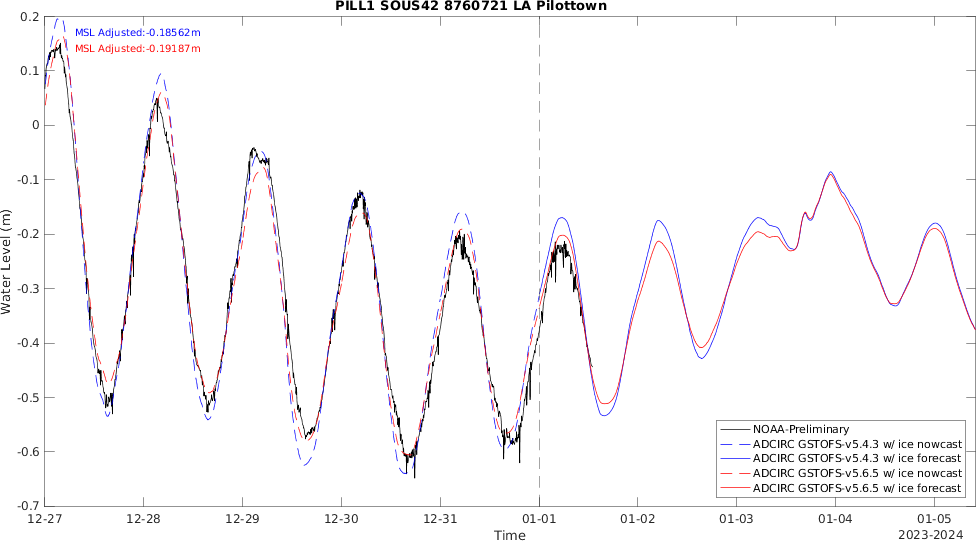 PILL1 SOUS42 8760721 LA Pilottown
MSL Adjusted:-0.18562m
MSL Adjusted:-0.19187m
Water Level (m)
0.2
0.1
0
-0.1
-0.2
-0.3
-0.4
-0.5
-0.6
-0.7
NOAA-Preliminary
ADCIRC GSTOFS-v5.4.3 w/ ice nowcast
ADCIRC GSTOFS-v5.4.3 w/ ice forecast
ADCIRC GSTOFS-v5.6.5 w/ ice nowcast
ADCIRC GSTOFS-v5.6.5 w/ ice forecast
12-27 12-28 12-29 12-30 12-31 01-01 01-02 01-03 01-04 01-05
Time
2023-2024